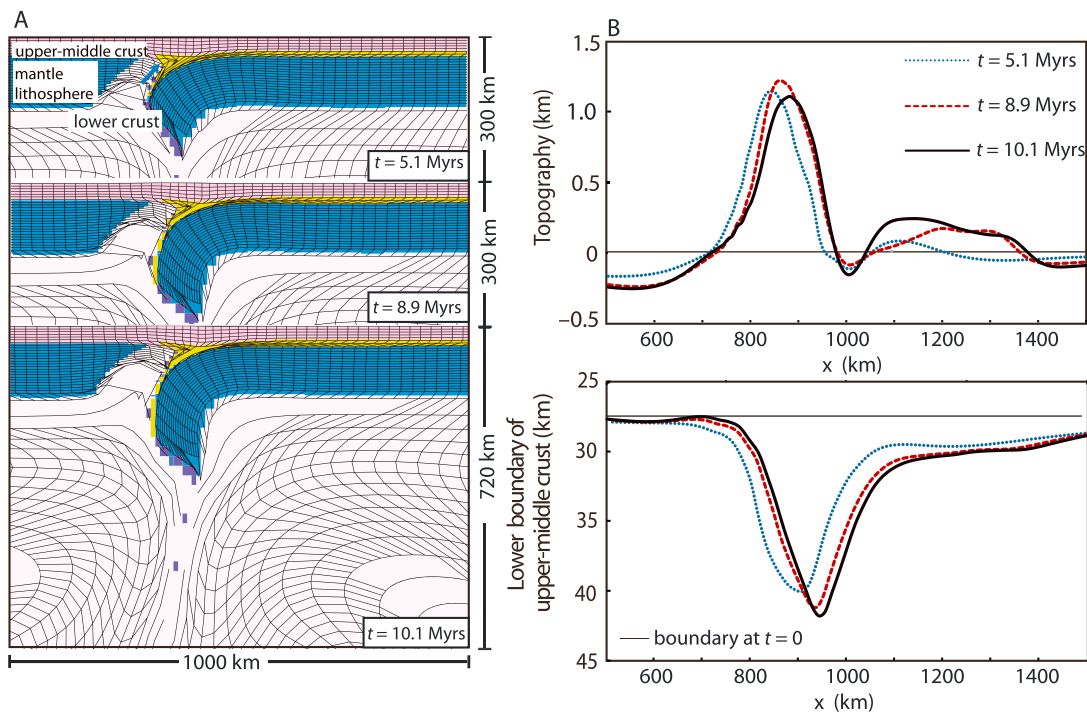 A
upper-middle crust
mantle
lithosphere
lower crust
t = 5.1 Myrs
300 km
t = 8.9 Myrs
300 km
t = 10.1 Myrs
720 km
1000 km
B
1.5
1.0
0.5
0
−0.5
Topography (km)
t = 5.1 Myrs
t = 8.9 Myrs
t = 10.1 Myrs
600
800
1000
1200
1400
x (km)
25
30
35
40
45
Lower boundary of
upper-middle crust (km)
boundary at t = 0
600
800
1000
1200
1400
x (km)